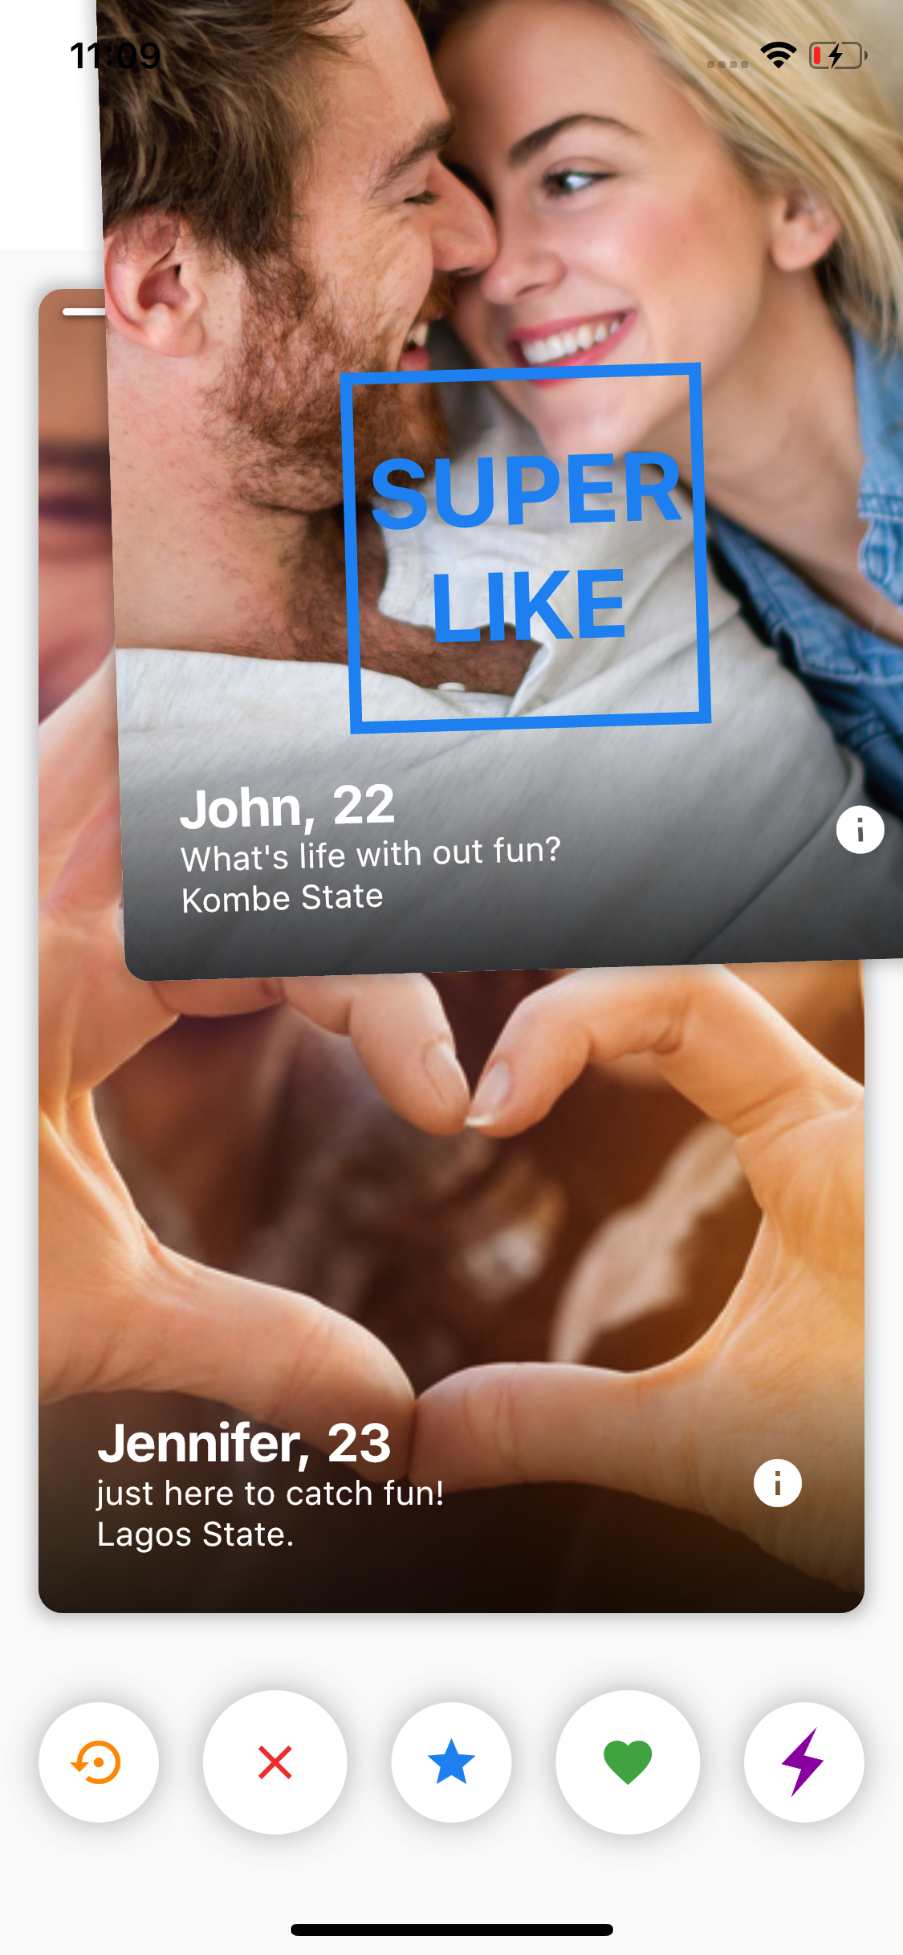 11:09
SUPER
LIKE
John, 22
What's life with out fun?
Kombe State
Jennifer, 23
just here to catch fun!
Lagos State.